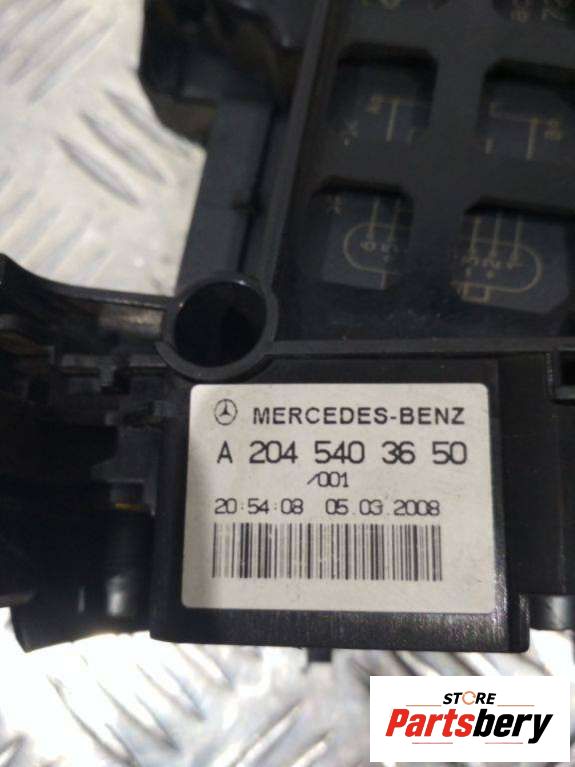 MERCEDES-BENZ
A 204 540 36 50
/001
20:54:08 05.03.2008
STORE
Partsbery